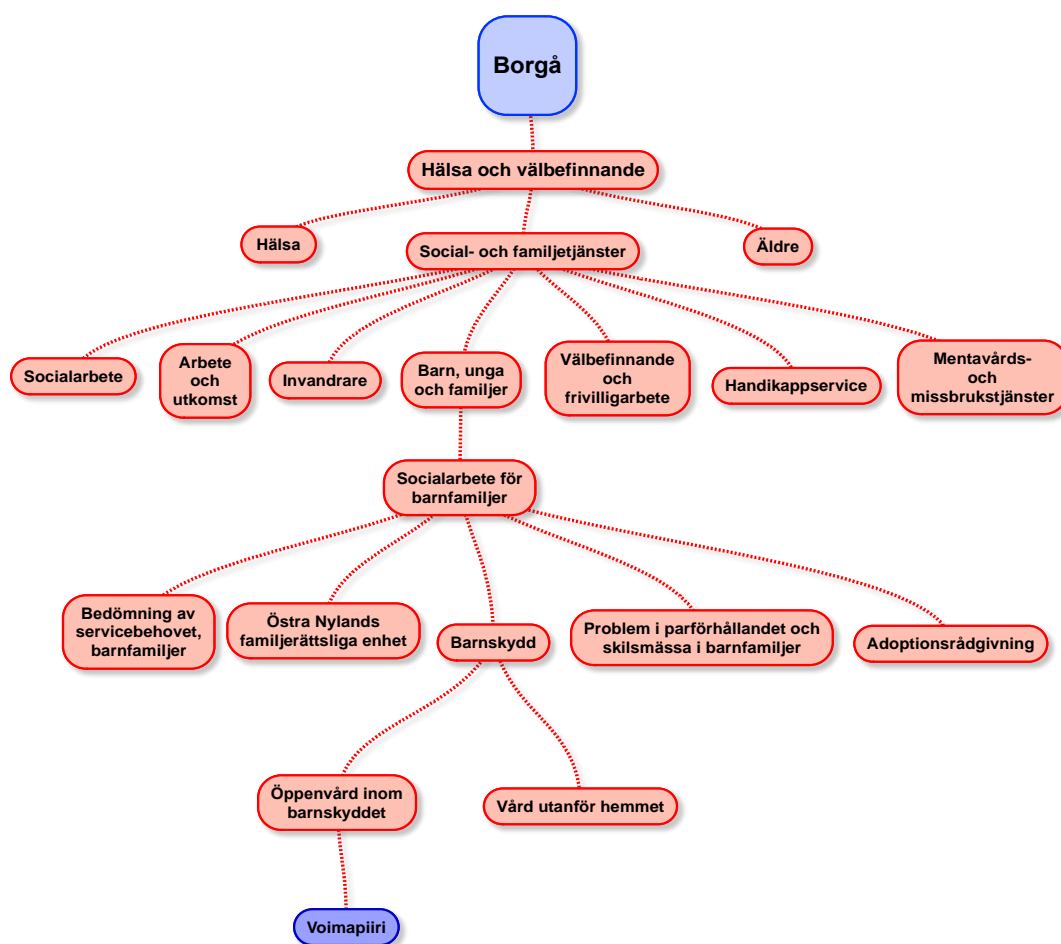 Borgå
Hälsa och välbefinnande
Hälsa
Social- och familjetjänster
Äldre
Socialarbete
Arbete
och
utkomst
Invandrare
Barn, unga
och familjer
Välbefinnande
och
frivilligarbete
Handikappservice
Mentavårds-
och
missbrukstjänster
Socialarbete för
barnfamiljer
Bedömning av
servicebehovet,
barnfamiljer
Östra Nylands
familjerättsliga enhet
Barnskydd
Problem i parförhållandet och
skilsmässa i barnfamiljer
Adoptionsrådgivning
Öppenvård inom
barnskyddet
Vård utanför hemmet
Voimapiiri